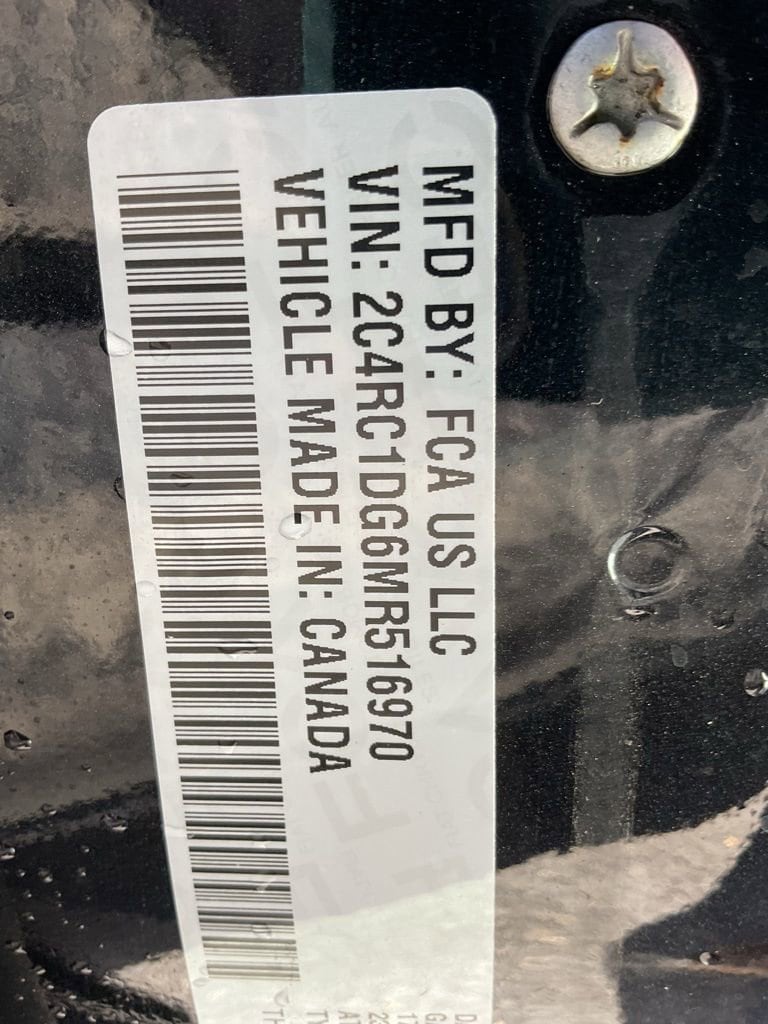 MFD BY: FCA US LLC
VIN: 2C4RC1DG6MR516970
VEHICLE MADE IN: CANADA